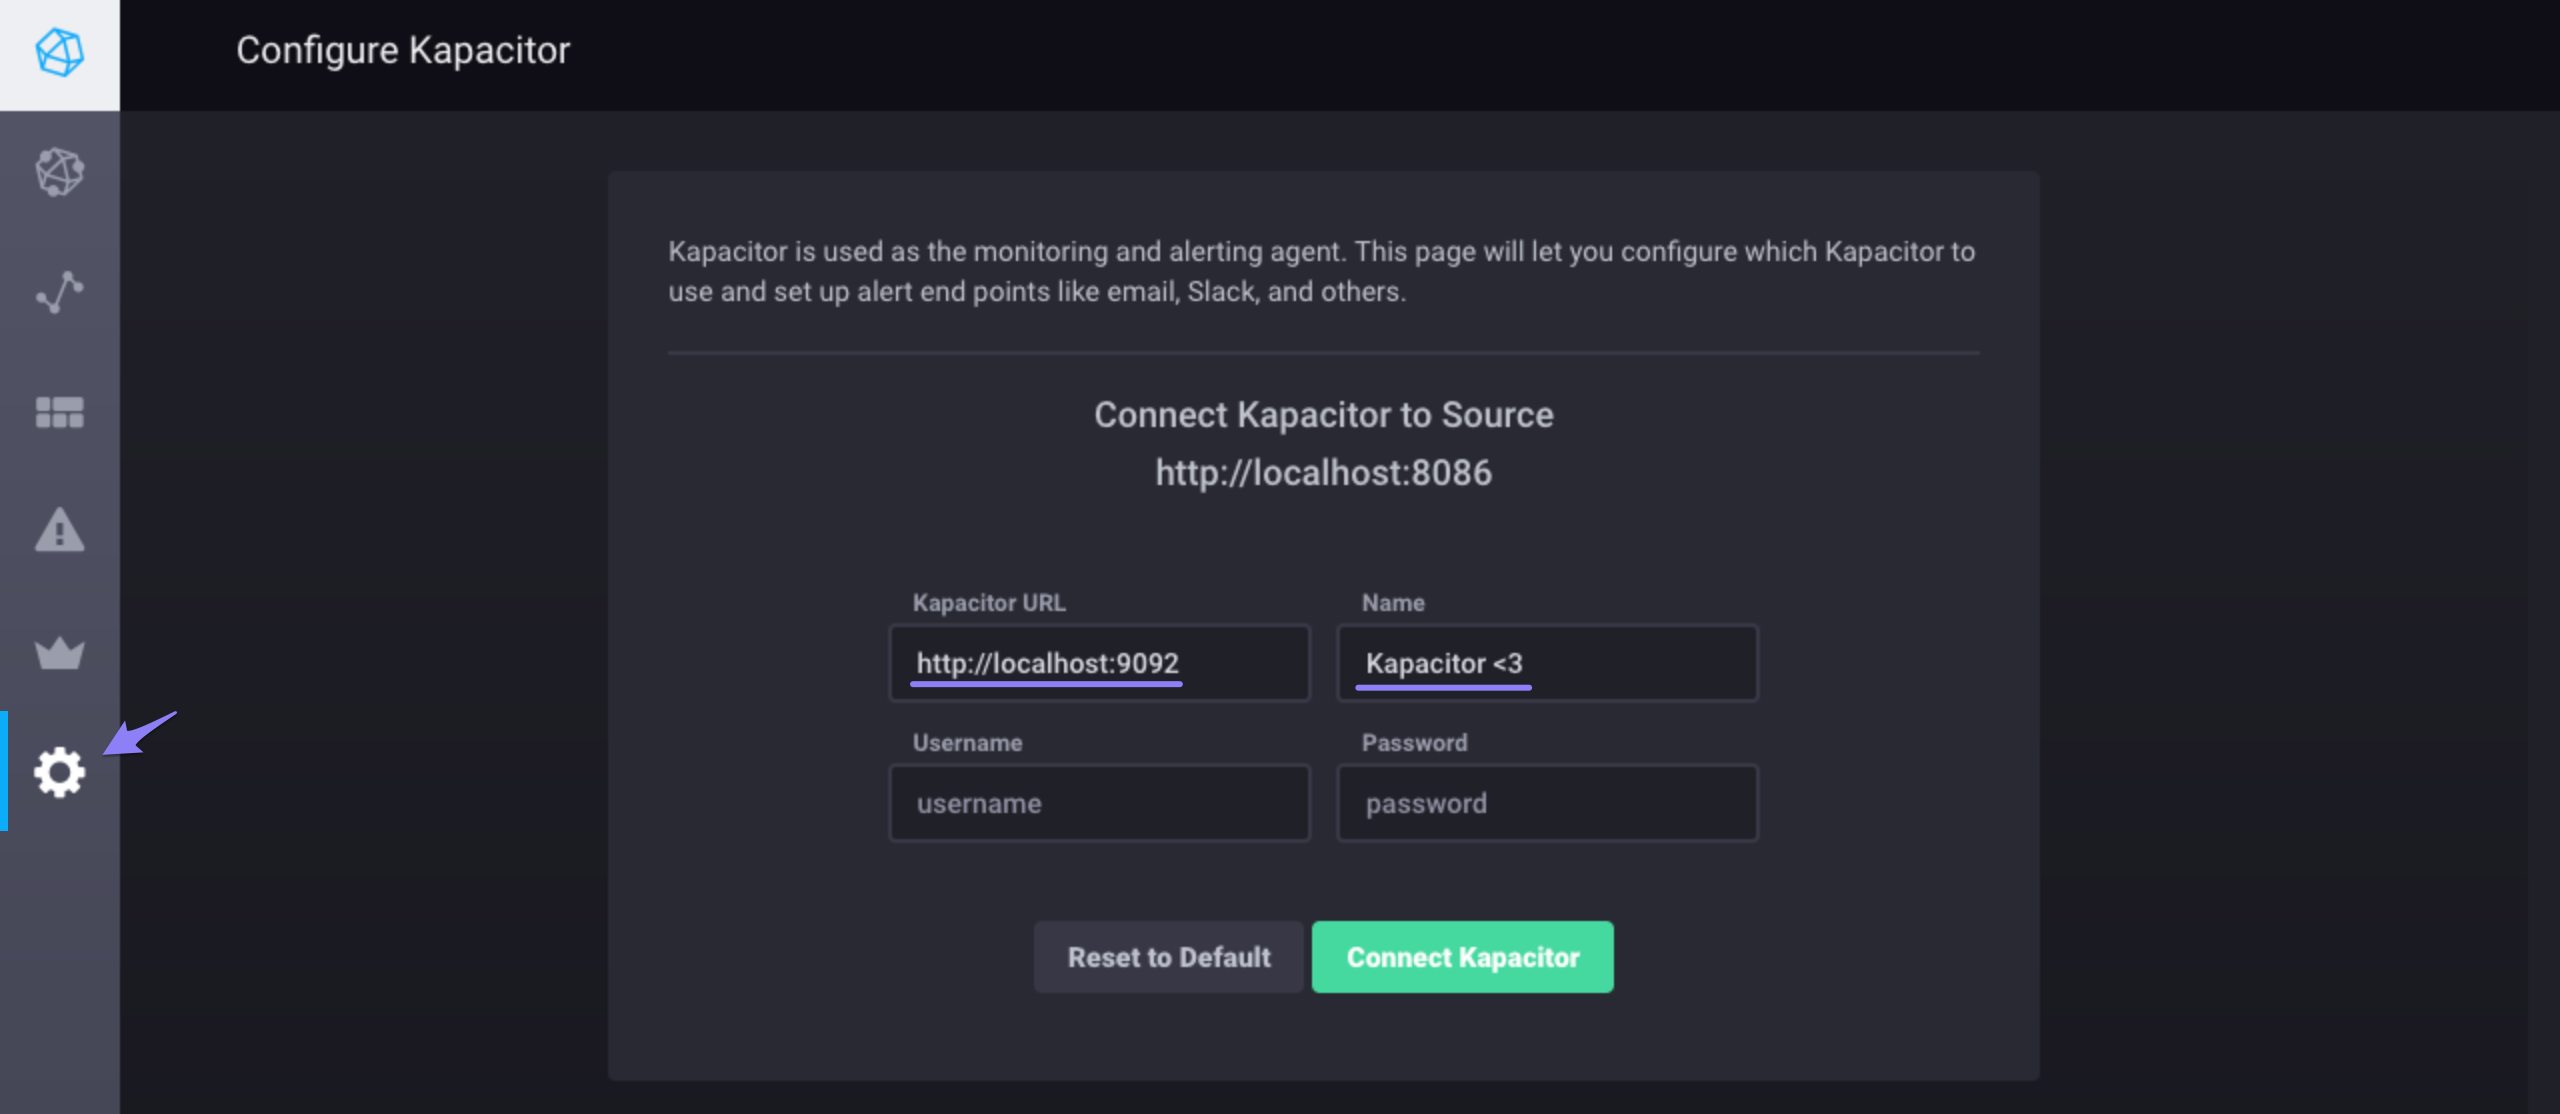 Configure Kapacitor
Kapacitor is used as the monitoring and alerting agent. This page will let you configure which Kapacitor to
use and set up alert end points like email, Slack, and others.
Connect Kapacitor to Source
http://localhost:8086
Kapacitor URL
Name
http://localhost:9092
Kapacitor <3
Username
Password
username
password
Reset to Default
Connect Kapacitor